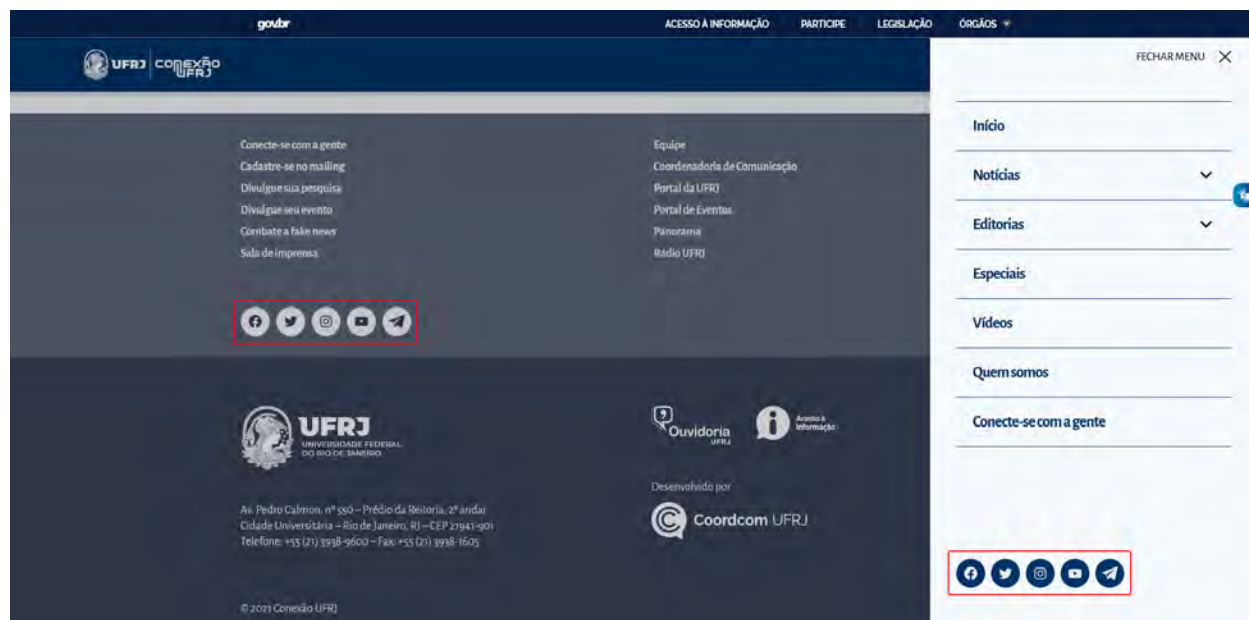 govbr
ACESSO À INFORMAÇÃO PARTICIPE LEGISLAÇÃO ÓRGÃOS
UFRJ CONEXÃO UFRJ
FECHAR MENU
Início
Notícias
Editorias
Especiais
Vídeos
Quem somos
Conecte-se com a gente
Conecte-se com a gente
Cadastre-se no mailing
Divulgue sua pesquisa
Divulgue seu evento
Combate a fake news
Sala de imprensa
Equipe
Coordenadoria de Comunicação
Portal da UFRJ
Portal de Eventos
Panorama
Rádio UFRJ
UFRJ
UNIVERSIDADE FEDERAL
DO RIO DE JANEIRO
Ouvidoria
UFRJ
Acesso à
Informação
Av. Pedro Calmon, nº 550 – Prédio da Reitoria, 2º andar
Cidade Universitária – Rio de Janeiro, RJ – CEP 21941-901
Telefone: +55 (21) 3938-9600 – Fax: +55 (21) 3938-1605
Desenvolvido por
Coordcom UFRJ
© 2021 Conexão UFRJ